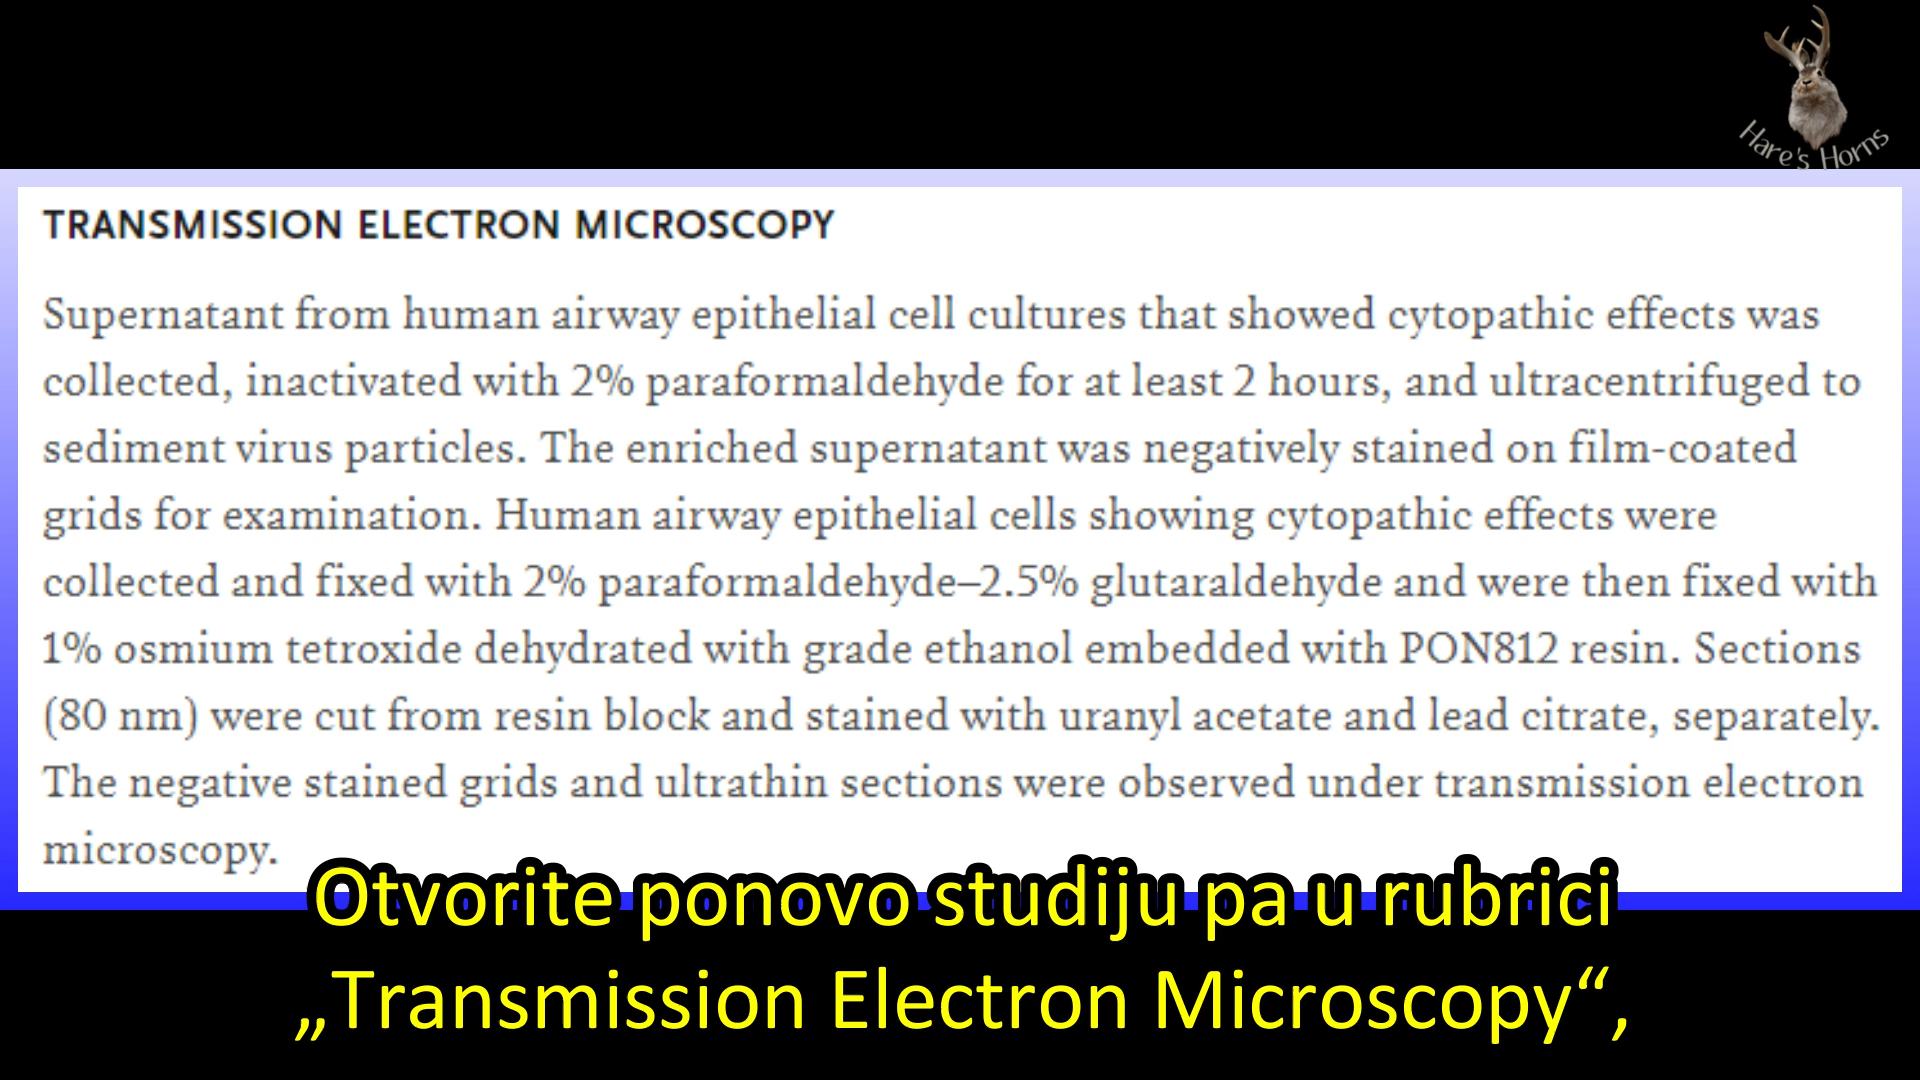 Hare's Horns
TRANSMISSION ELECTRON MICROSCOPY
Supernatant from human airway epithelial cell cultures that showed cytopathic effects was
collected, inactivated with 2% paraformaldehyde for at least 2 hours, and ultracentrifuged to
sediment virus particles. The enriched supernatant was negatively stained on film-coated
grids for examination. Human airway epithelial cells showing cytopathic effects were
collected and fixed with 2% paraformaldehyde–2.5% glutaraldehyde and were then fixed with
1% osmium tetroxide dehydrated with grade ethanol embedded with PON812 resin. Sections
(80 nm) were cut from resin block and stained with uranyl acetate and lead citrate, separately.
The negative stained grids and ultrathin sections were observed under transmission electron
microscopy.
Otvorite ponovo studiju pa u rubrici
„Transmission Electron Microscopy“,